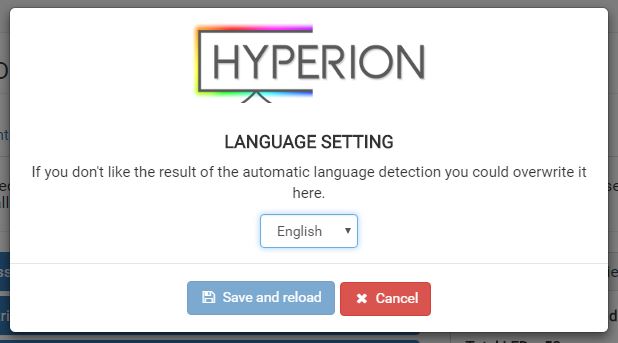 HYPERION
LANGUAGE SETTING
If you don't like the result of the automatic language detection you could overwrite it
here.
English
Save and reload
Cancel